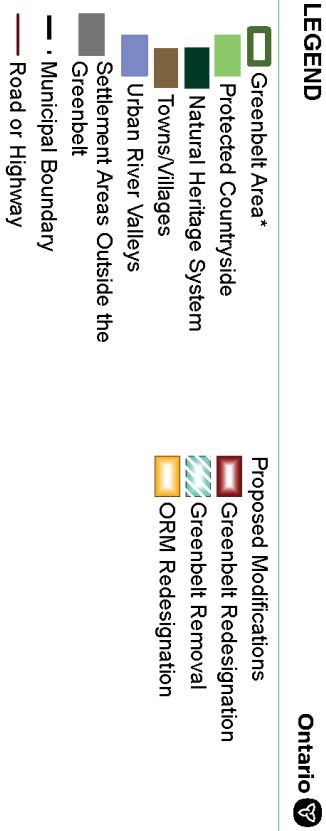 LEGEND
Greenbelt Area*
Protected Countryside
Natural Heritage System
Towns/Villages
Urban River Valleys
Settlement Areas Outside the
Greenbelt
Municipal Boundary
Road or Highway
Proposed Modifications
Greenbelt Redesignation
Greenbelt Removal
ORM Redesignation
Ontario